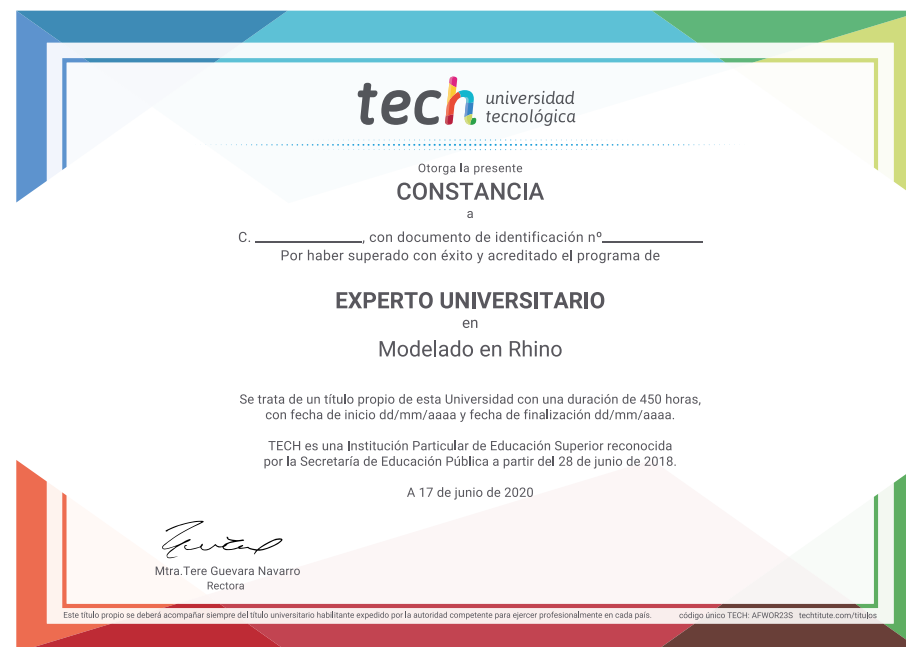 tech universidad
tecnológica
Otorga la presente
CONSTANCIA
a
C. ____________, con documento de identificación nº____________
Por haber superado con éxito y acreditado el programa de
EXPERTO UNIVERSITARIO
en
Modelado en Rhino
Se trata de un título propio de esta Universidad con una duración de 450 horas,
con fecha de inicio dd/mm/aaaa y fecha de finalización dd/mm/aaaa.
TECH es una Institución Particular de Educación Superior reconocida
por la Secretaría de Educación Pública a partir del 28 de junio de 2018.
A 17 de junio de 2020
Mtra.Tere Guevara Navarro
Rectora
Este título propio se deberá acompañar siempre del título universitario habilitante expedido por la autoridad competente para ejercer profesionalmente en cada país. código único TECH: AFWOR23S techtitute.com/titulos